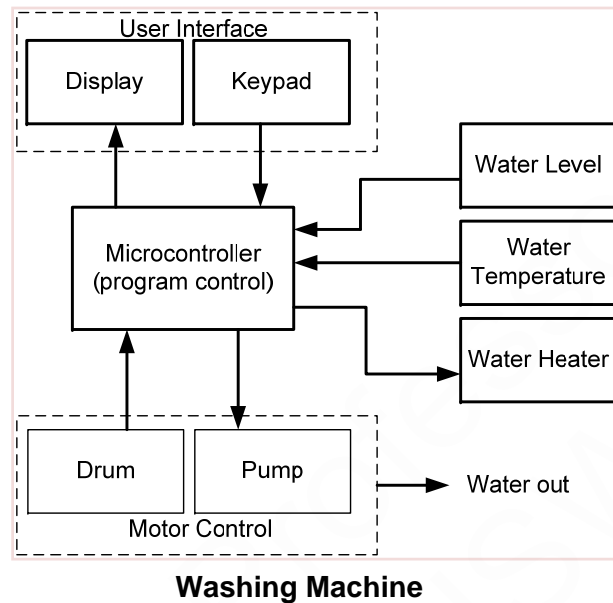 User Interface
Display
Keypad
Water Level
Microcontroller
(program control)
Water
Temperature
Water Heater
Drum
Pump
Motor Control
Water out
Washing Machine